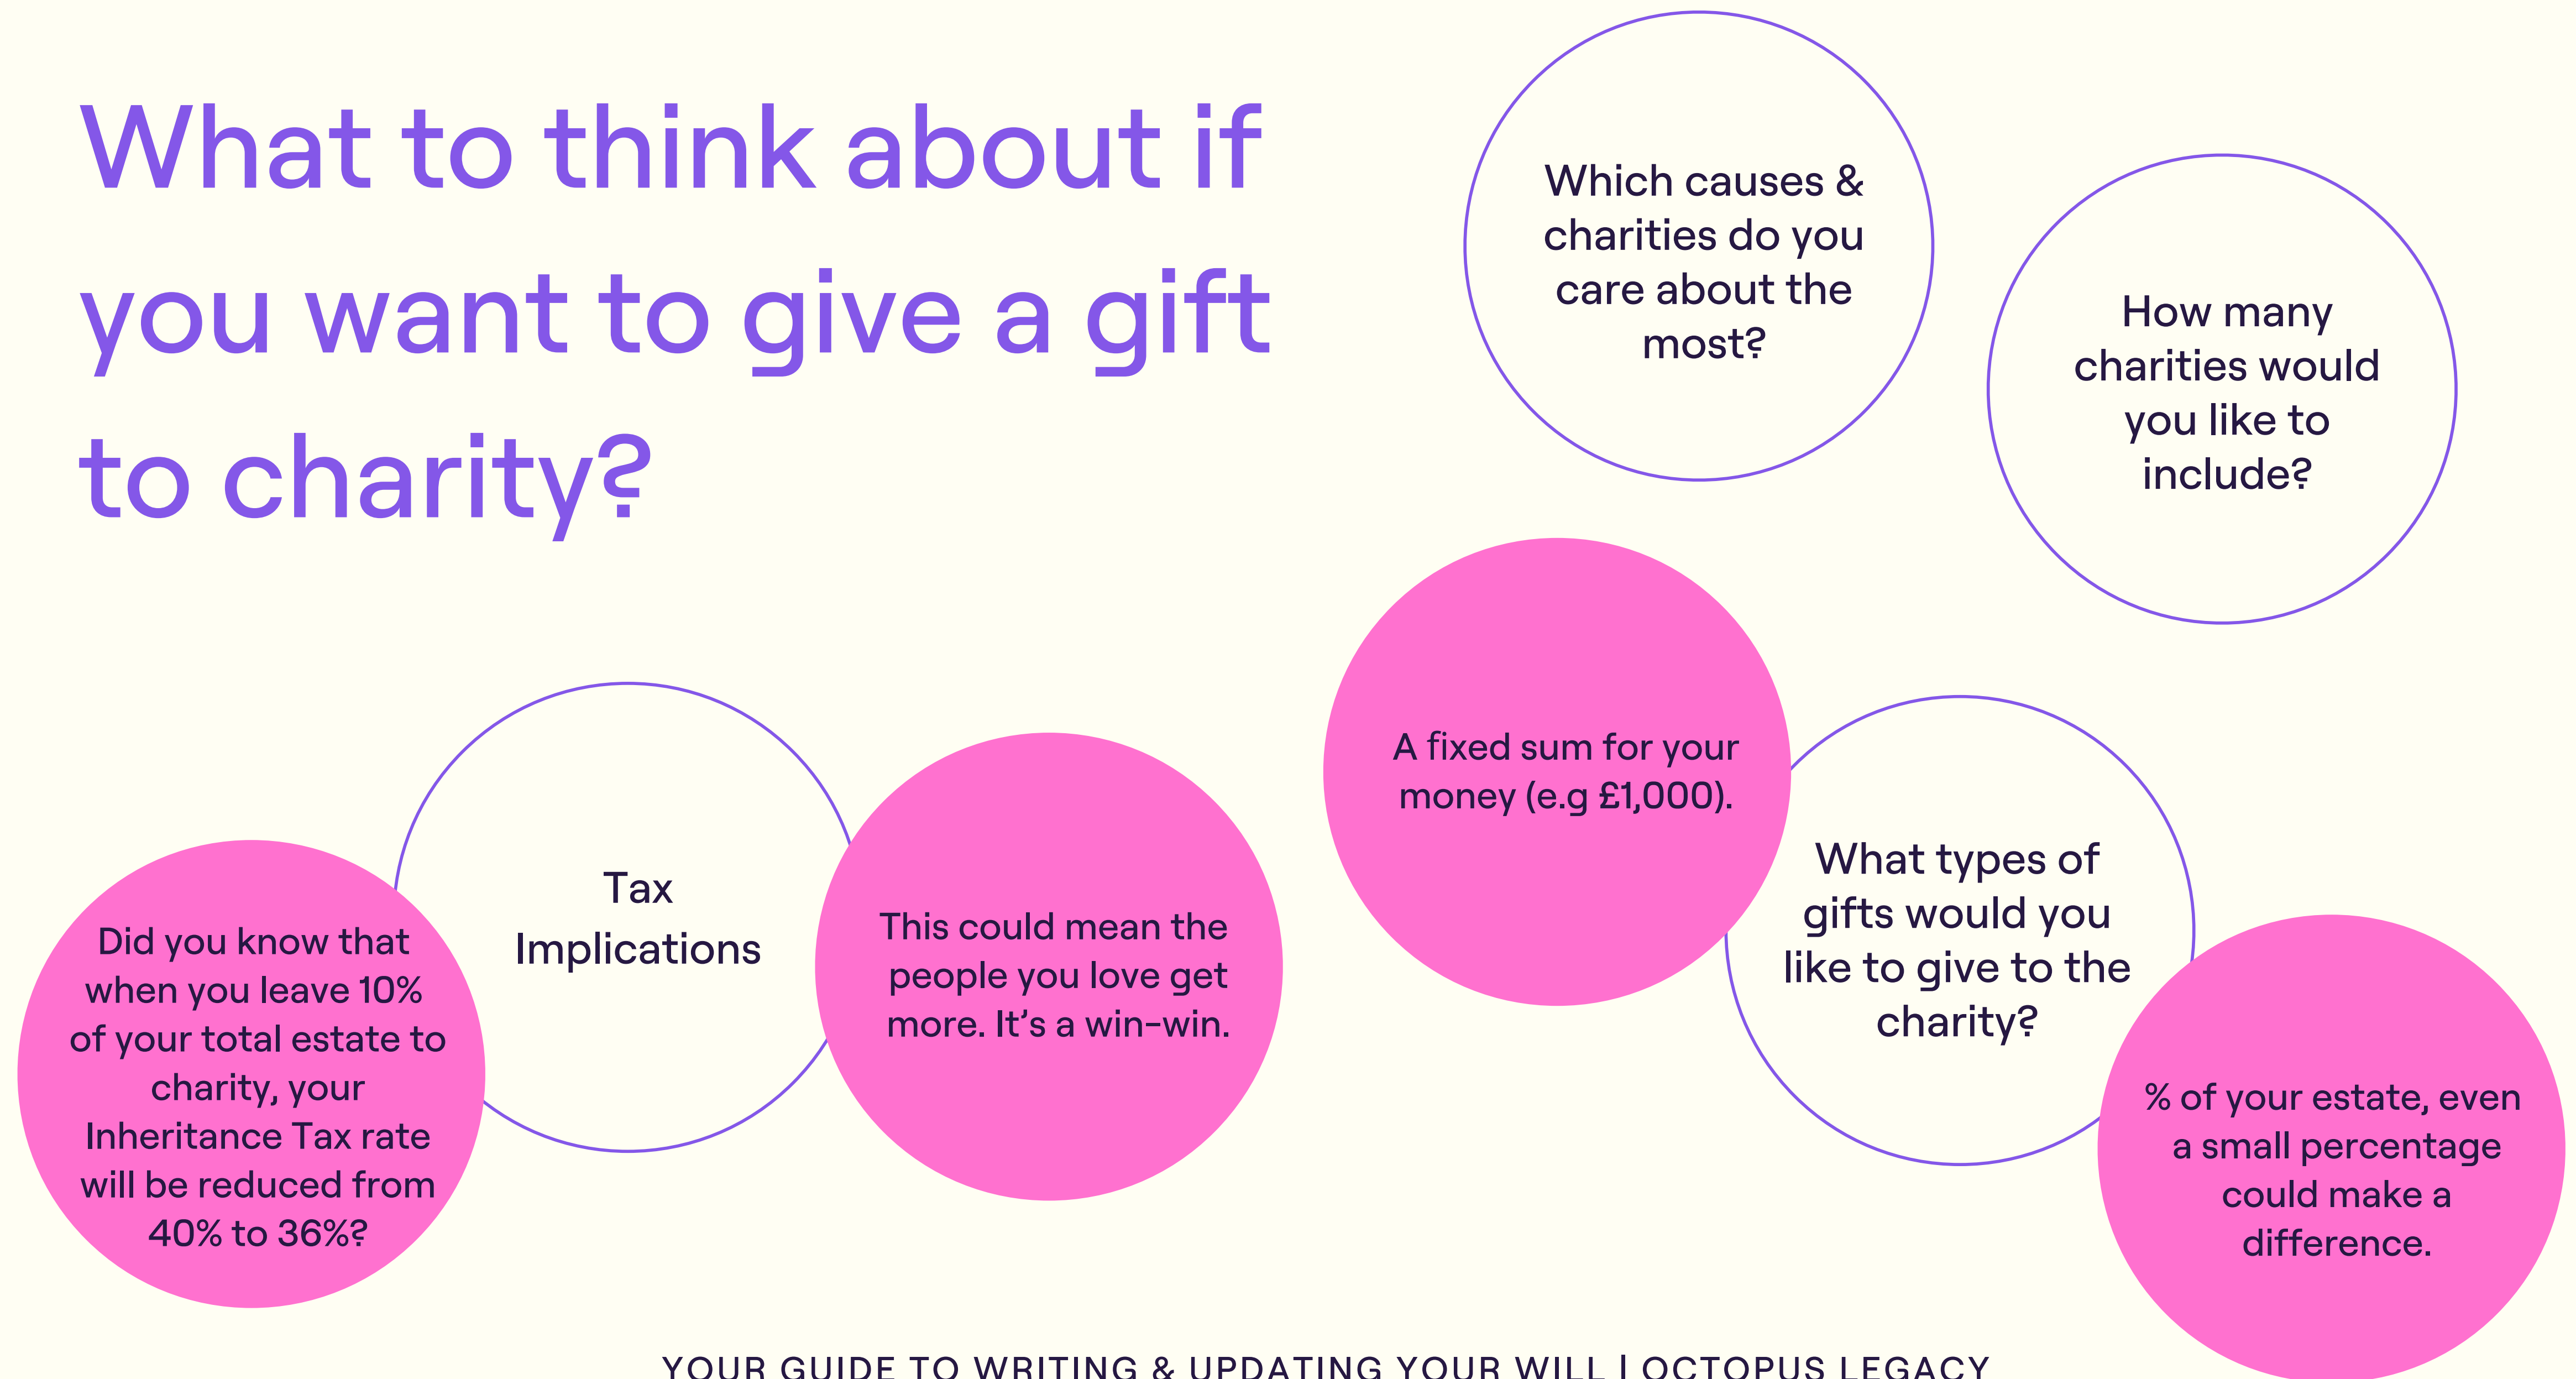 What to think about if
you want to give a gift
to charity?
Which causes &
charities do you
care about the
most?
How many
charities would
you like to
include?
A fixed sum for your
money (e.g £1,000).
What types of
gifts would you
like to give to the
charity?
% of your estate, even
a small percentage
could make a
difference.
Tax
Implications
Did you know that
when you leave 10%
of your total estate to
charity, your
Inheritance Tax rate
will be reduced from
40% to 36%?
This could mean the
people you love get
more. It’s a win-win.
YOUR GUIDE TO WRITING & UPDATING YOUR WILL | OCTOPUS LEGACY